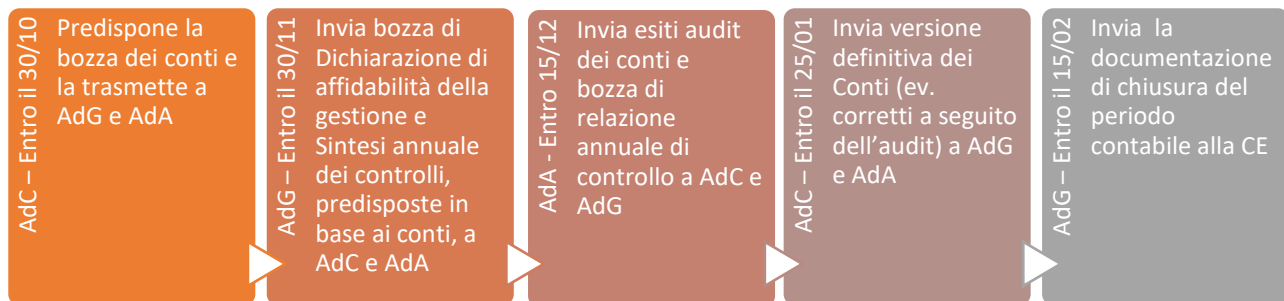 AdC – Entro il 30/10
Predispone la
bozza dei conti e
la trasmette a
AdG e AdA
AdG – Entro il 30/11
Invia bozza di
Dichiarazione di
affidabilità della
gestione e
Sintesi annuale
dei controlli,
predisposte in
base ai conti, a
AdC e AdA
AdA - Entro 15/12
Invia esiti audit
dei conti e
bozza di
relazione
annuale di
controllo a AdC e
AdG
AdC – Entro il 25/01
Invia versione
definitiva dei
Conti (ev.
corretti a seguito
dell’audit) a AdG
e AdA
AdG – Entro il 15/02
Invia la
documentazione
di chiusura del
periodo
contabile alla CE